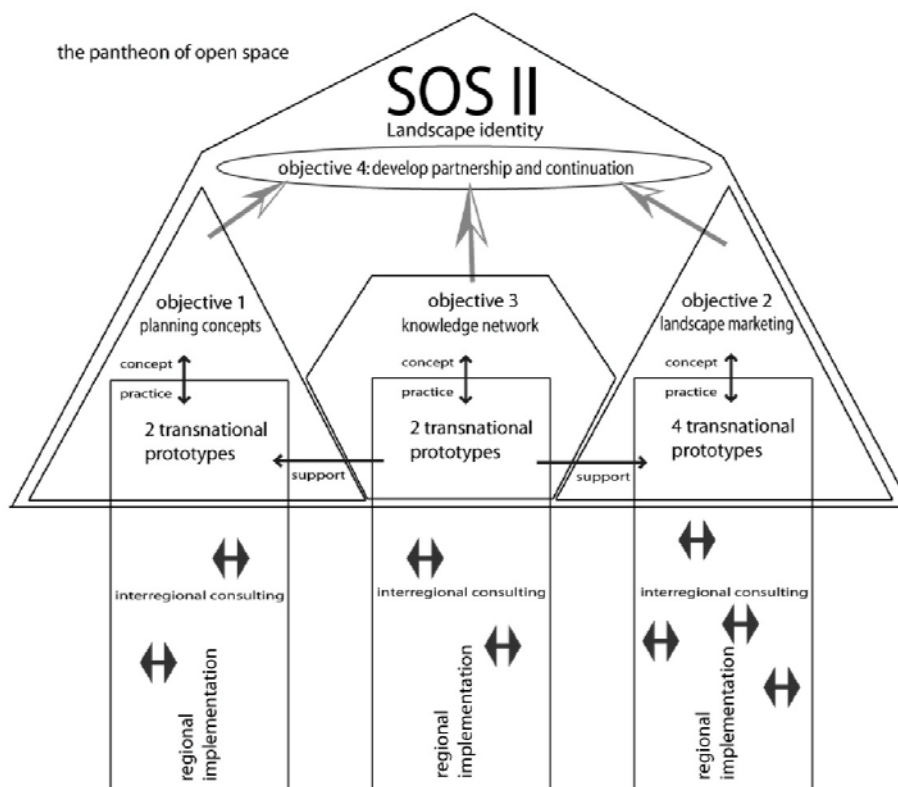 the pantheon of open space
SOS II
Landscape identity
objective 4: develop partnership and continuation
objective 1
planning concepts
concept
practice
2 transnational
prototypes
objective 3
knowledge network
concept
practice
2 transnational
prototypes
objective 2
landscape marketing
concept
practice
4 transnational
prototypes
support
support
interregional consulting
interregional consulting
interregional consulting
regional
implementation
regional
implementation
regional
implementation